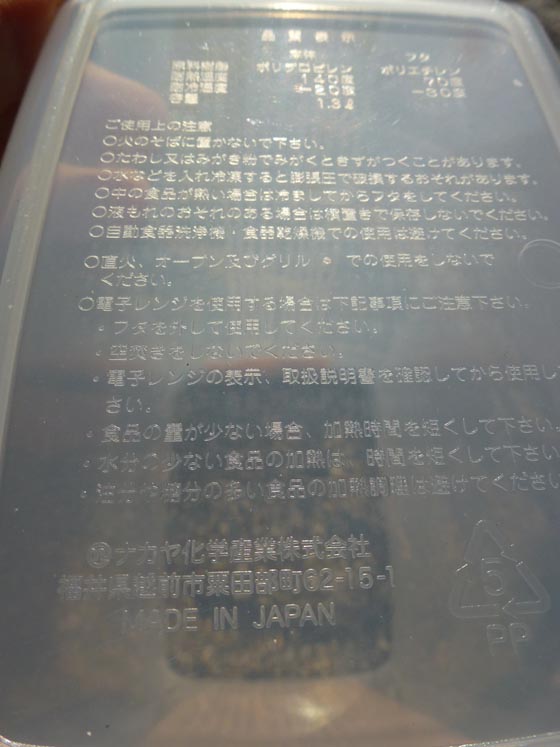 品質表示
本体 フタ
原料樹脂 ポリプロピレン ポリエチレン
耐熱温度 140度 70度
耐冷温度 −20度 −30度
容量 1.3ℓ
ご使用上の注意
○火のそばに置かないで下さい。
○たわし又はみがき粉でみがくときずがつくことがあります。
○水などを入れ冷凍すると膨張圧で破損するおそれがあります。
○中の食品が熱い場合は冷ましてからフタをしてください。
○液もれのおそれのある場合は横置きで保存しないでください。
○自動食器洗浄機・食器乾燥機での使用は避けてください。
○直火、オーブン及びグリル での使用をしないで
ください。
○電子レンジを使用する場合は下記事項にご注意下さい。
・フタを外して使用してください。
・空焚きをしないでください。
・電子レンジの表示、取扱説明書を確認してから使用し
さい。
・食品の量が少ない場合、加熱時間を短くして下さい。
・水分の少ない食品の加熱は、時間を短くして下さい
・油分や糖分の多い食品の加熱調理は避けてください
ナカヤ化学産業株式会社
福井県越前市粟田部町62-15-1
MADE IN JAPAN
5
PP